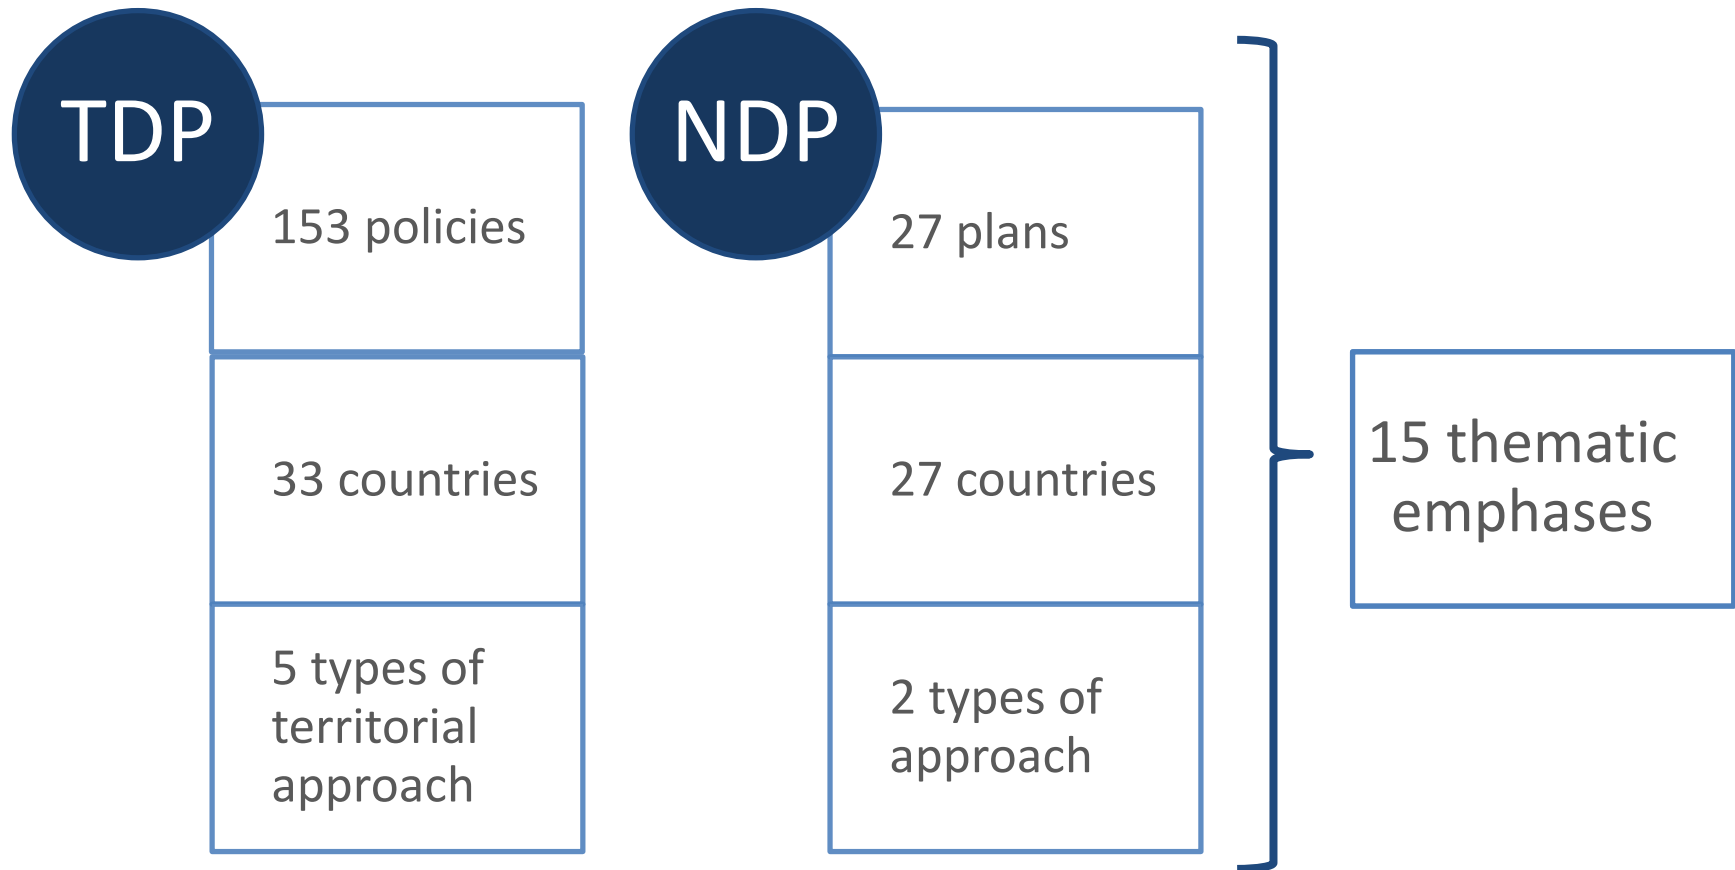 TDP
153 policies
33 countries
5 types of
territorial
approach
NDP
27 plans
27 countries
2 types of
approach
15 thematic
emphases